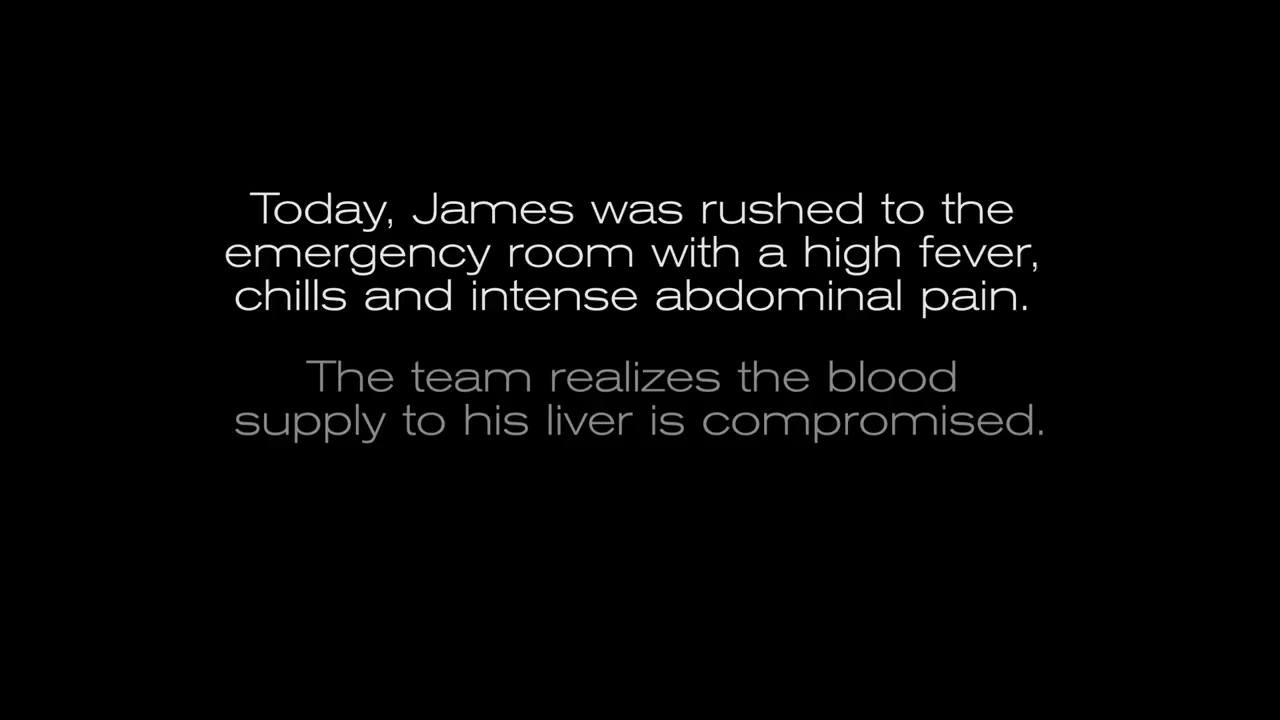 Today, James was rushed to the
emergency room with a high fever,
chills and intense abdominal pain.
The team realizes the blood
supply to his liver is compromised.